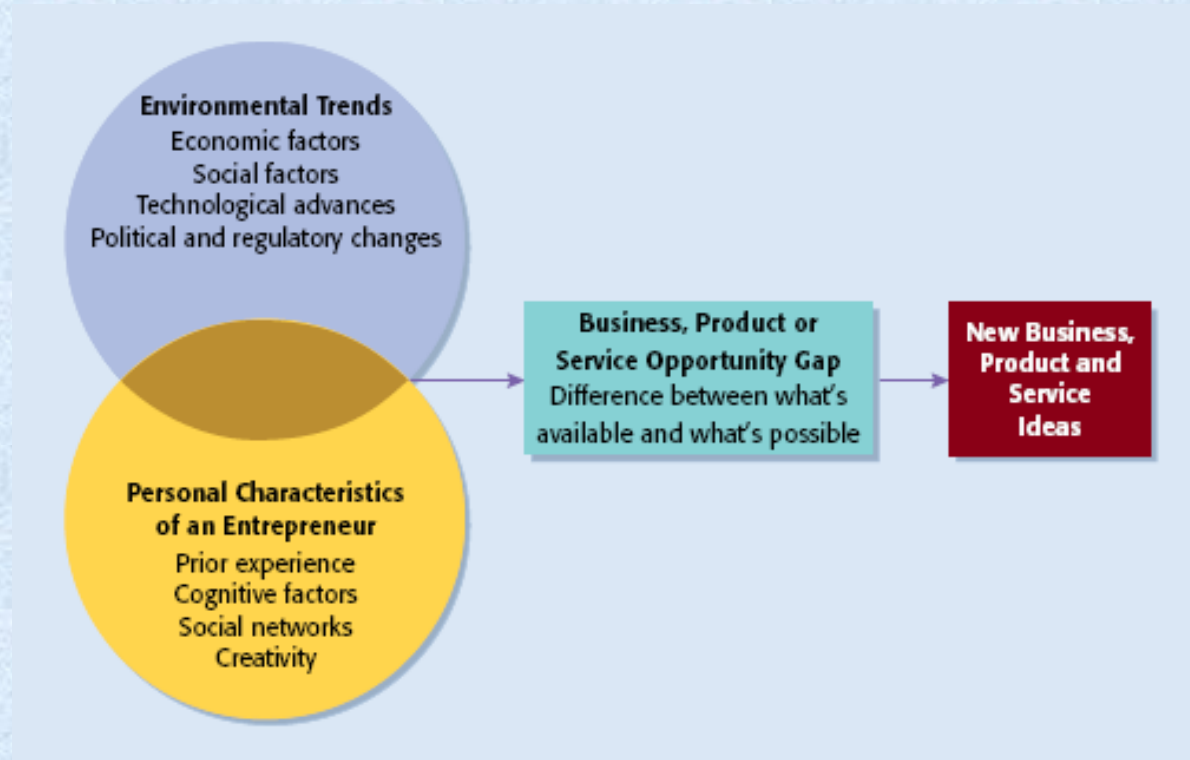 Environmental Trends
Economic factors
Social factors
Technological advances
Political and regulatory changes
Personal Characteristics
of an Entrepreneur
Prior experience
Cognitive factors
Social networks
Creativity
Business, Product or
Service Opportunity Gap
Difference between what's
available and what's possible
New Business,
Product and
Service
Ideas